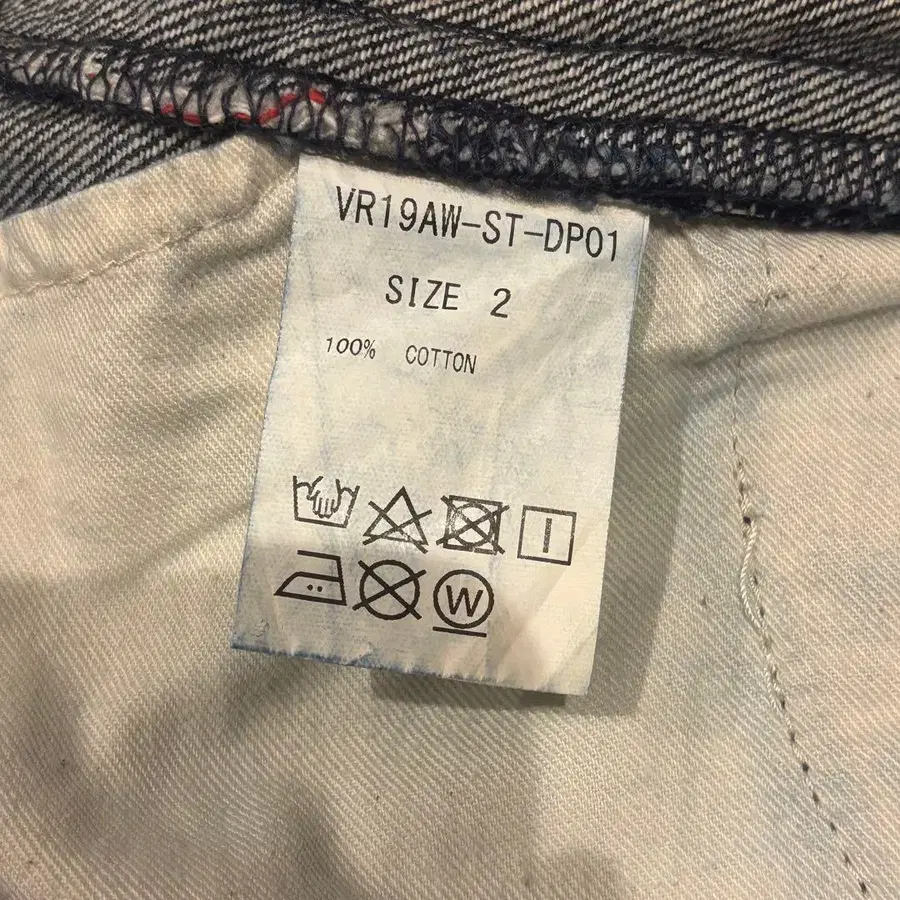 VR19AW-ST-DP01
SIZE 2
100% COTTON
W